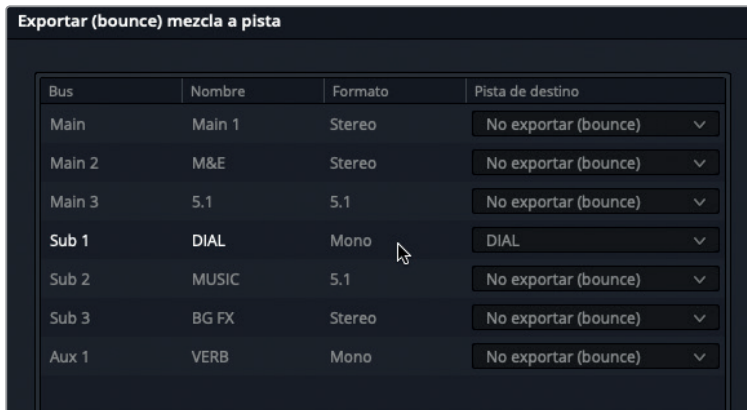 Exportar (bounce) mezcla a pista
Bus Nombre Formato Pista de destino
Main Main 1 Stereo No exportar (bounce)
Main 2 M&E Stereo No exportar (bounce)
Main 3 5.1 5.1 No exportar (bounce)
Sub 1 DIAL Mono DIAL
Sub 2 MUSIC 5.1 No exportar (bounce)
Sub 3 BG FX Stereo No exportar (bounce)
Aux 1 VERB Mono No exportar (bounce)